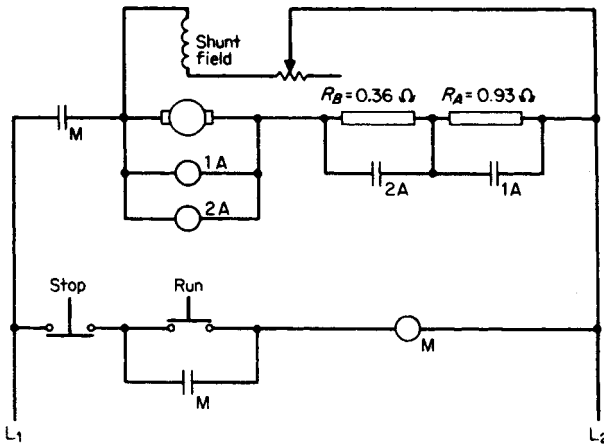 Shunt
field
R_B=0.36 Ω
R_A=0.93 Ω
M
1A
2A
2A
1A
Stop
Run
M
M
L₁
L₂